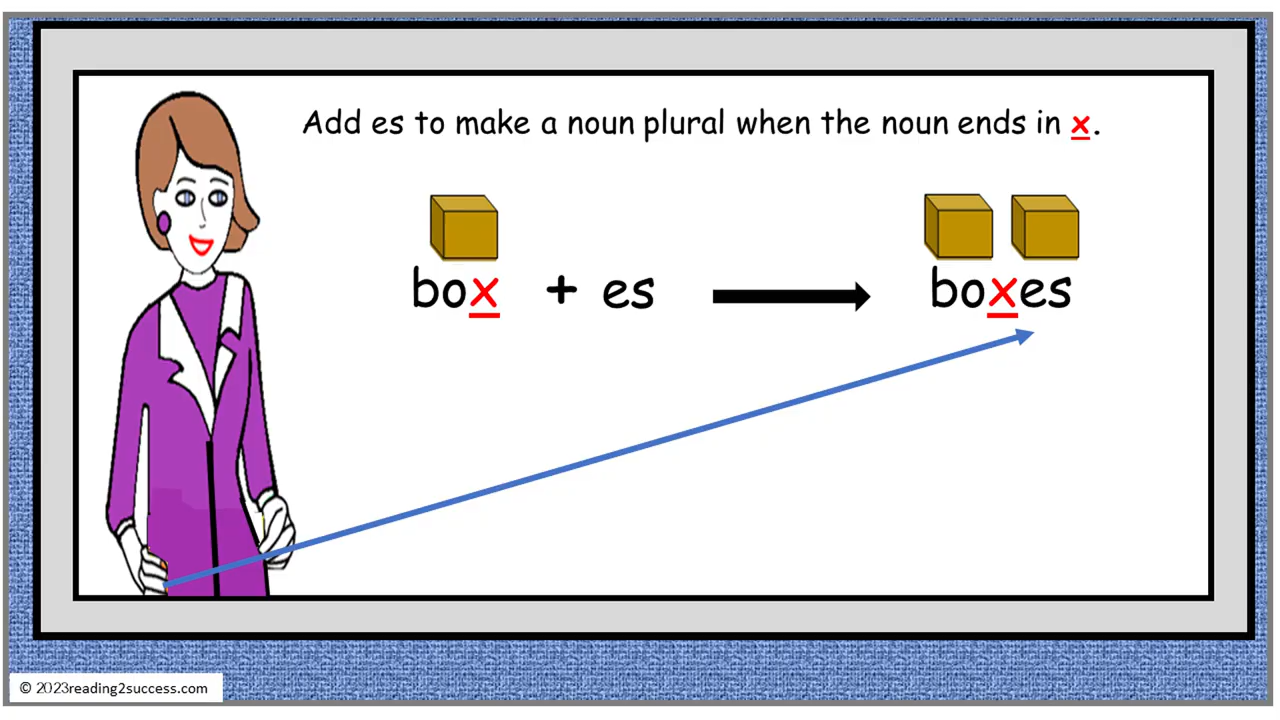 Add es to make a noun plural when the noun ends in x.
box + es boxes
© 2023reading2success.com